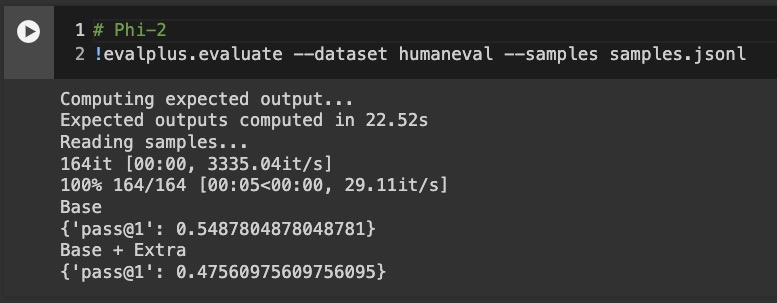 1 # Phi-2
2 !evalplus.evaluate --dataset humaneval --samples samples.jsonl
Computing expected output...
Expected outputs computed in 22.52s
Reading samples...
164it [00:00, 3335.04it/s]
100% 164/164 [00:05<00:00, 29.11it/s]
Base
{'pass@1': 0.5487804878048781}
Base + Extra
{'pass@1': 0.47560975609756095}